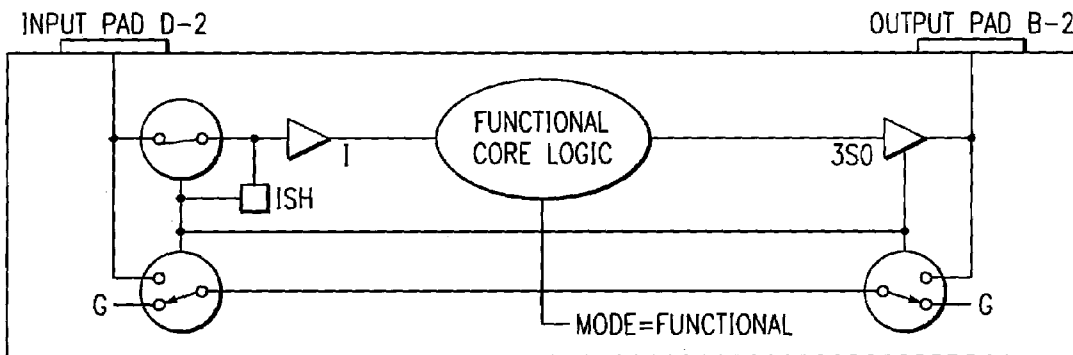 INPUT PAD D-2
OUTPUT PAD B-2
FUNCTIONAL
CORE LOGIC
I
3SO
ISH
G
G
MODE=FUNCTIONAL